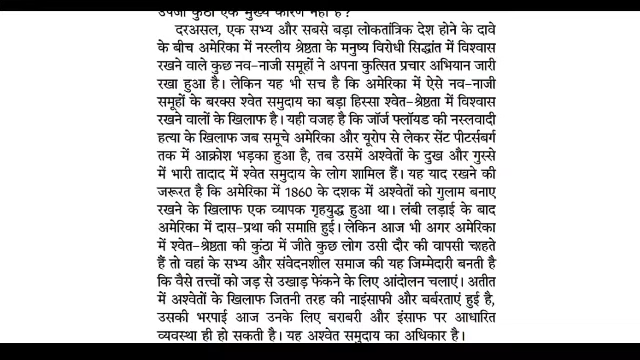 उपजी कुंठा एक मुख्य कारण नहीं है ?
दरअसल, एक सभ्य और सबसे बड़ा लोकतांत्रिक देश होने के दावे
के बीच अमेरिका में नस्लीय श्रेष्ठता के मनुष्य विरोधी सिद्धांत में विश्वास
रखने वाले कुछ नव-नाजी समूहों ने अपना कुत्सित प्रचार अभियान जारी
रखा हुआ है। लेकिन यह भी सच है कि अमेरिका में ऐसे नव-नाजी
समूहों के बरक्स श्वेत समुदाय का बड़ा हिस्सा श्वेत-श्रेष्ठता में विश्वास
रखने वालों के खिलाफ है। यही वजह है कि जॉर्ज फ्लॉयड की नस्लवादी
हत्या के खिलाफ जब समूचे अमेरिका और यूरोप से लेकर सेंट पीटर्सबर्ग
तक में आक्रोश भड़का हुआ है, तब उसमें अश्वेतों के दुख और गुस्से
में भारी तादाद में श्वेत समुदाय के लोग शामिल हैं। यह याद रखने की
जरूरत है कि अमेरिका में 1860 के दशक में अश्वेतों को गुलाम बनाए
रखने के खिलाफ एक व्यापक गृहयुद्ध हुआ था। लंबी लड़ाई के बाद
अमेरिका में दास-प्रथा की समाप्ति हुई। लेकिन आज भी अगर अमेरिका
में श्वेत-श्रेष्ठता की कुंठा में जीते कुछ लोग उसी दौर की वापसी चाहते
हैं तो वहां के सभ्य और संवेदनशील समाज की यह जिम्मेदारी बनती है
कि वैसे तत्त्वों को जड़ से उखाड़ फेंकने के लिए आंदोलन चलाएं। अतीत
में अश्वेतों के खिलाफ जितनी तरह की नाइंसाफी और बर्बरताएं हुई है,
उसकी भरपाई आज उनके लिए बराबरी और इंसाफ पर आधारित
व्यवस्था ही हो सकती है। यह अश्वेत समुदाय का अधिकार है।